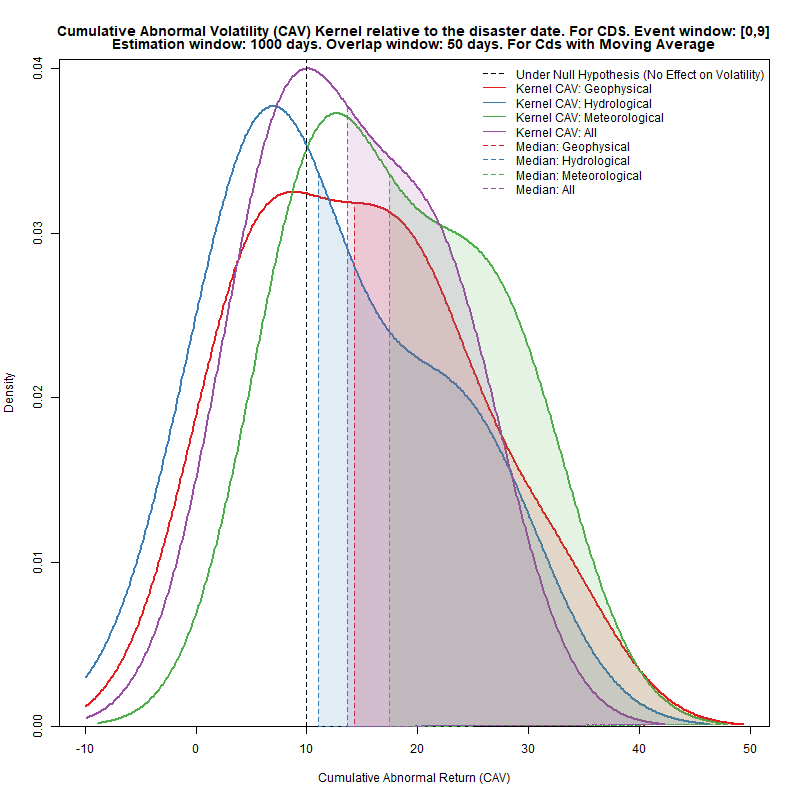 Cumulative Abnormal Volatility (CAV) Kernel relative to the disaster date. For CDS. Event window: [0,9]
Estimation window: 1000 days. Overlap window: 50 days. For Cds with Moving Average
Under Null Hypothesis (No Effect on Volatility)
Kernel CAV: Geophysical
Kernel CAV: Hydrological
Kernel CAV: Meteorological
Kernel CAV: All
Median: Geophysical
Median: Hydrological
Median: Meteorological
Median: All
Density
0.04
0.03
0.02
0.01
0.00
-10 0 10 20 30 40 50
Cumulative Abnormal Return (CAV)